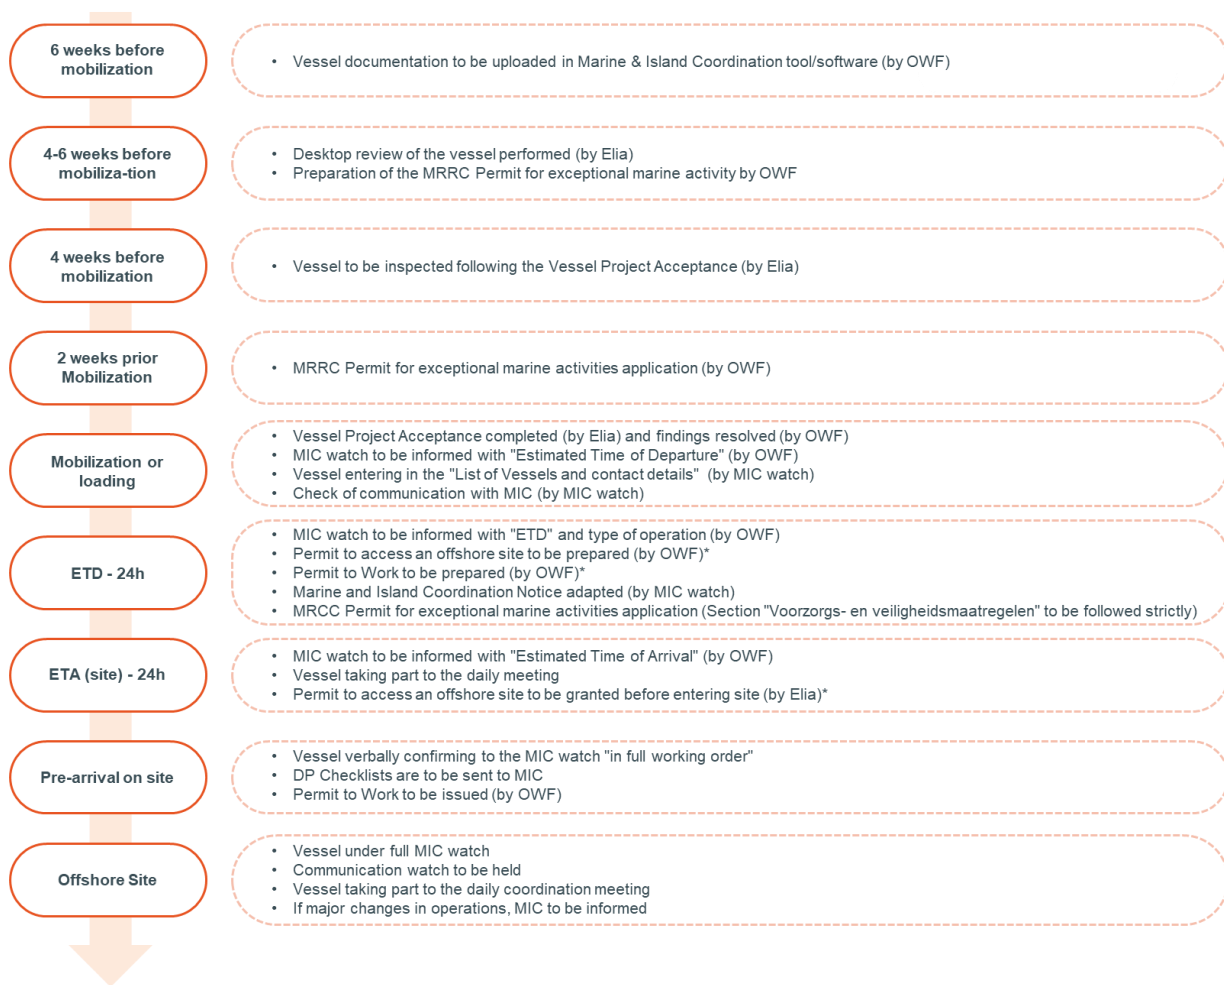 6 weeks before
mobilization
• Vessel documentation to be uploaded in Marine & Island Coordination tool/software (by OWF)
4-6 weeks before
mobiliza-tion
• Desktop review of the vessel performed (by Elia)
• Preparation of the MRRC Permit for exceptional marine activity by OWF
4 weeks before
mobilization
• Vessel to be inspected following the Vessel Project Acceptance (by Elia)
2 weeks prior
Mobilization
• MRRC Permit for exceptional marine activities application (by OWF)
Mobilization or
loading
• Vessel Project Acceptance completed (by Elia) and findings resolved (by OWF)
• MIC watch to be informed with "Estimated Time of Departure" (by OWF)
• Vessel entering in the "List of Vessels and contact details" (by MIC watch)
• Check of communication with MIC (by MIC watch)
ETD - 24h
• MIC watch to be informed with "ETD" and type of operation (by OWF)
• Permit to access an offshore site to be prepared (by OWF)*
• Permit to Work to be prepared (by OWF)*
• Marine and Island Coordination Notice adapted (by MIC watch)
• MRCC Permit for exceptional marine activities application (Section "Voorzorgs- en veiligheidsmaatregelen" to be followed strictly)
ETA (site) - 24h
• MIC watch to be informed with "Estimated Time of Arrival" (by OWF)
• Vessel taking part to the daily meeting
• Permit to access an offshore site to be granted before entering site (by Elia)*
Pre-arrival on site
• Vessel verbally confirming to the MIC watch "in full working order"
• DP Checklists are to be sent to MIC
• Permit to Work to be issued (by OWF)
Offshore Site
• Vessel under full MIC watch
• Communication watch to be held
• Vessel taking part to the daily coordination meeting
• If major changes in operations, MIC to be informed